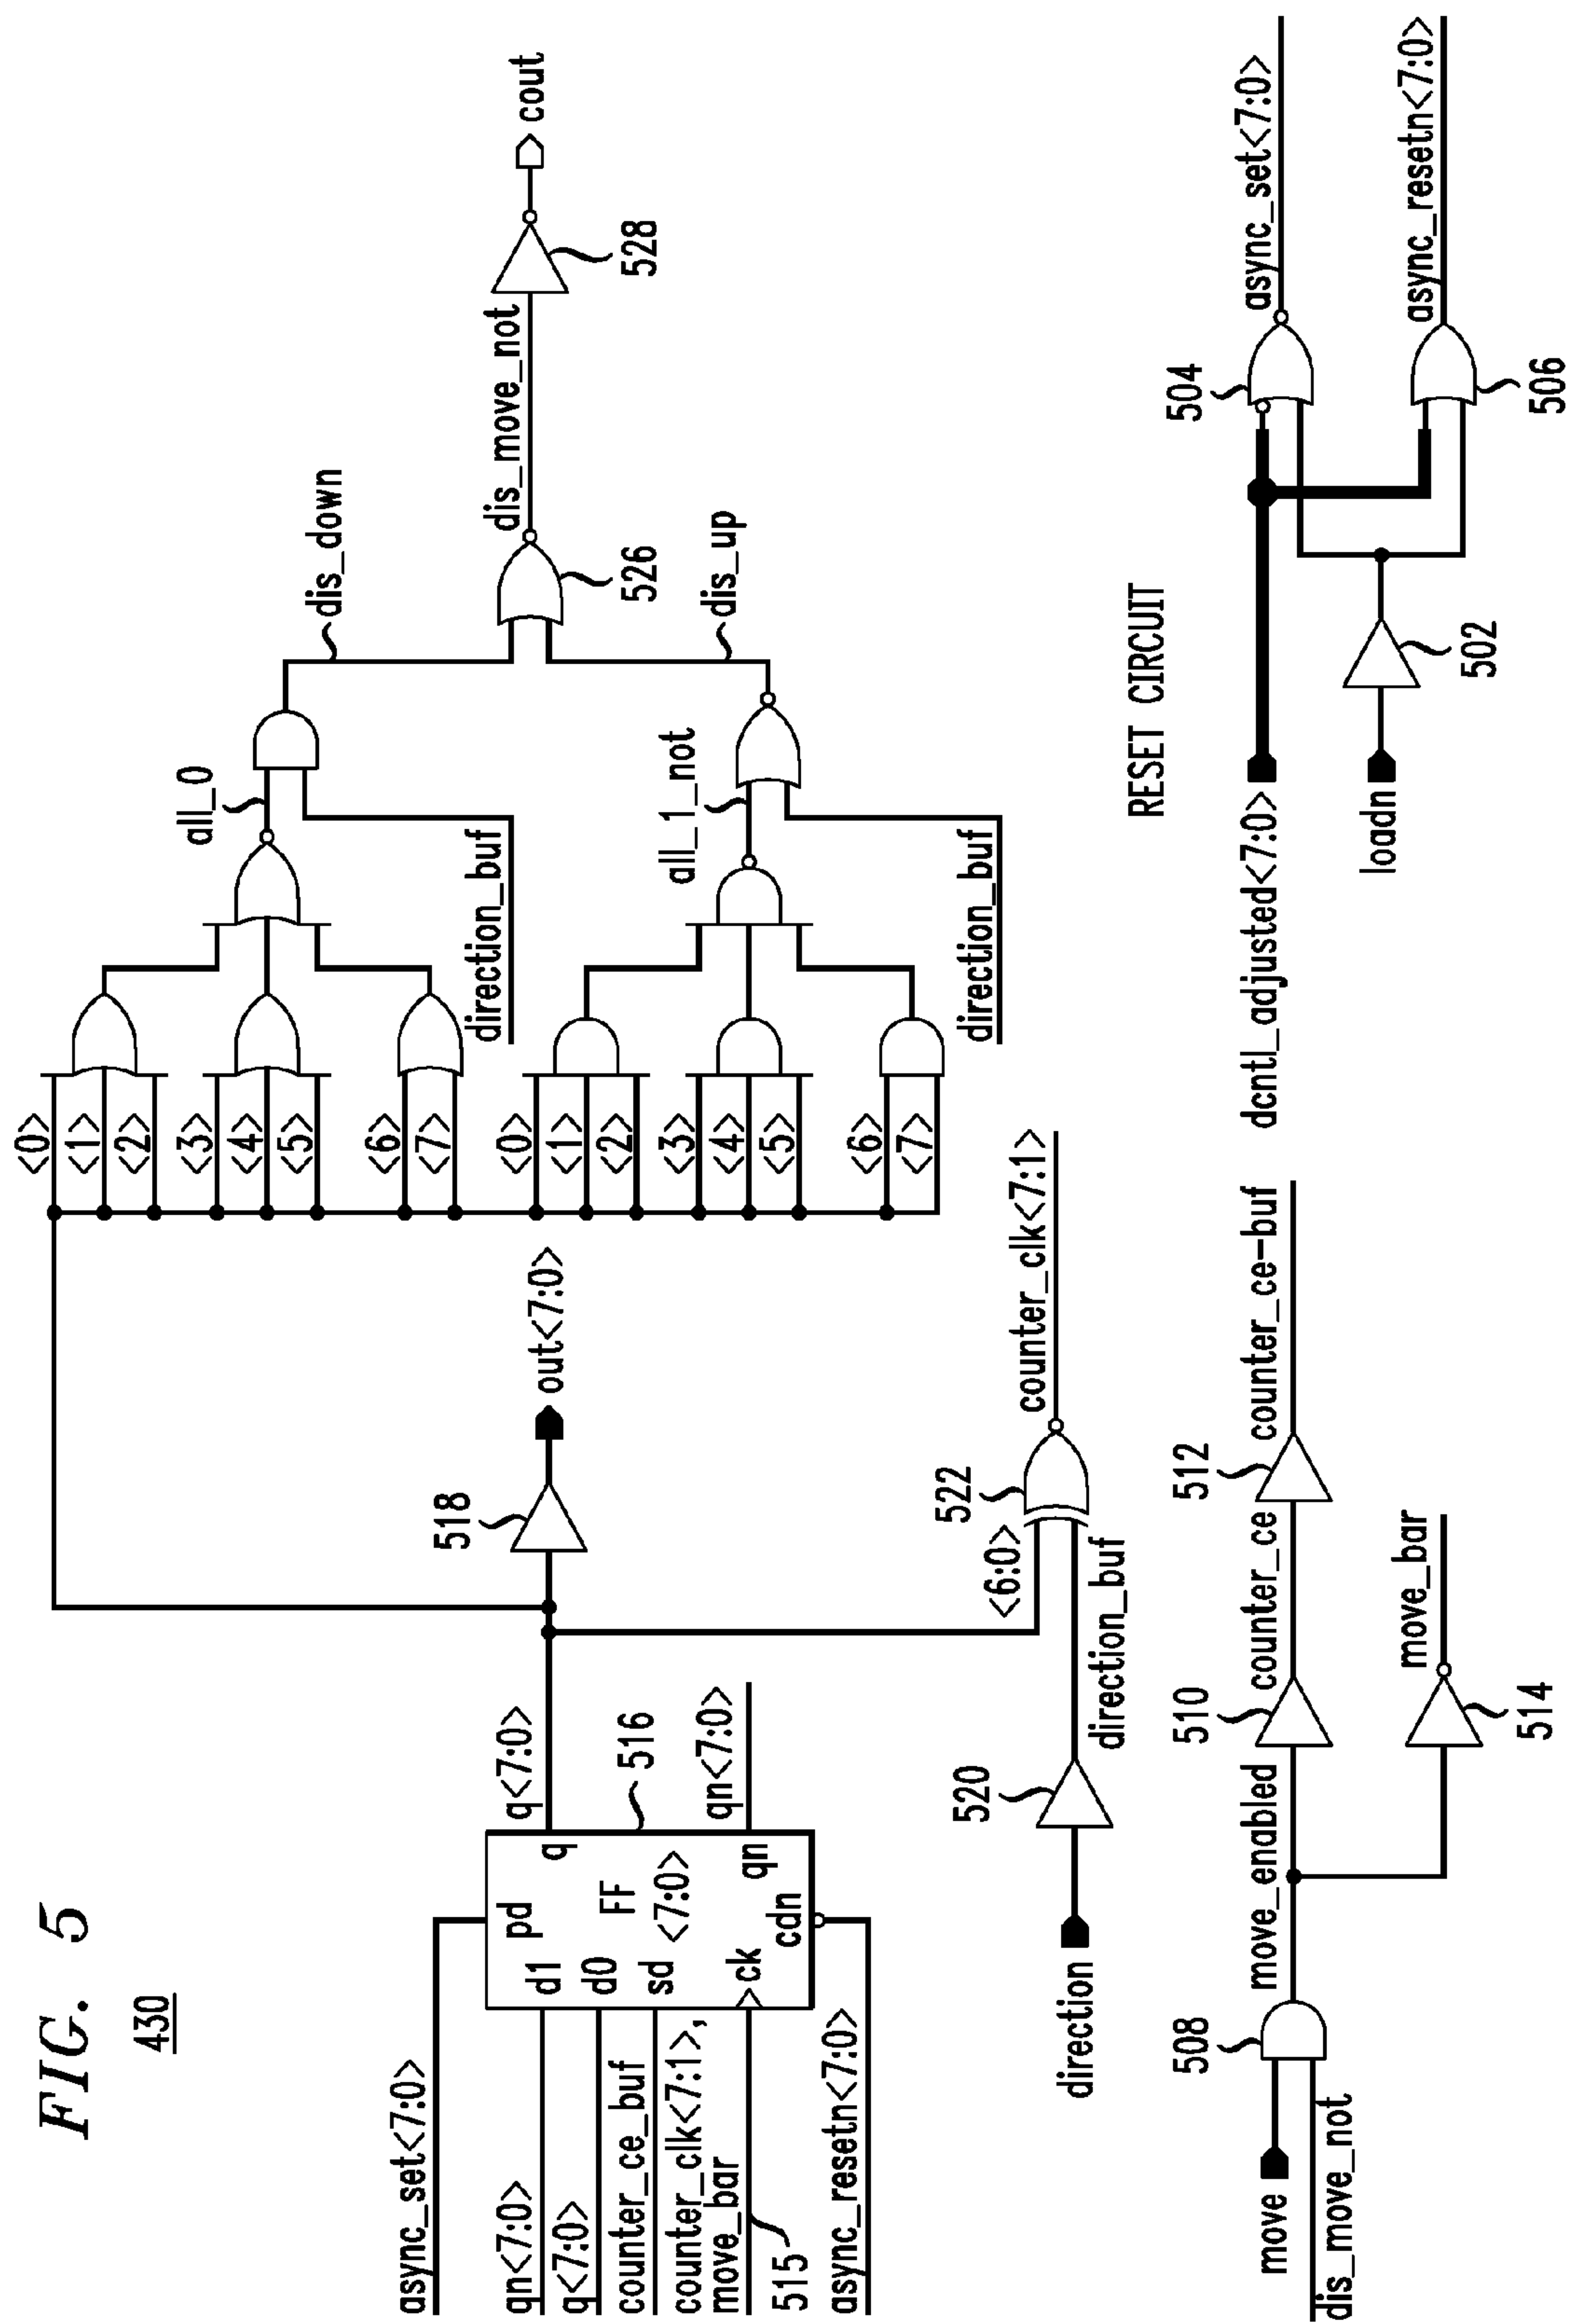 FIG. 5
430
async_set<7:0>
qn<7:0>
q<7:0>
counter_ce_buf
counter_clk<7:1>,
move_bar
515
async_resetn<7:0>
pd
d1
d0
sd
ck
cdn
FF
<7:0>
q
qn
516
q<7:0>
qn<7:0>
518
out<7:0>
<0>
<1>
<2>
<3>
<4>
<5>
<6>
<7>
<0>
<1>
<2>
<3>
<4>
<5>
<6>
<7>
all_0
direction_buf
all_1_not
direction_buf
dis_down
dis_up
526
dis_move_not
528
cout
direction
520
direction_buf
<6:0>
522
counter_clk<7:1>
move
dis_move_not
508
move_enabled
510
counter_ce
512
counter_ce-buf
514
move_bar
RESET CIRCUIT
dcntl_adjusted<7:0>
loadn
502
504
506
async_set<7:0>
async_resetn<7:0>